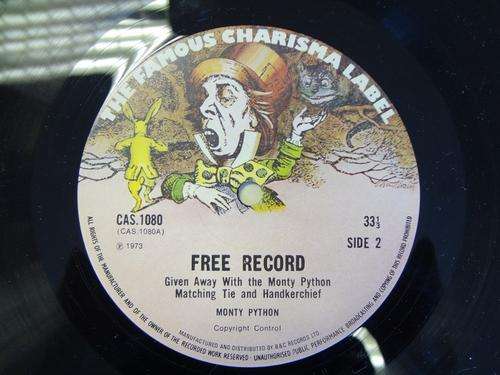 THE FAMOUS CHARISMA LABEL
CAS.1080
(CAS.1080A)
℗ 1973
33⅓
SIDE 2
FREE RECORD
Given Away With the Monty Python
Matching Tie and Handkerchief
MONTY PYTHON
Copyright Control
MANUFACTURED AND DISTRIBUTED BY B&C RECORDS LTD.
ALL RIGHTS OF THE MANUFACTURER AND OF THE OWNER OF THE RECORDED WORK RESERVED · UNAUTHORISED PUBLIC PERFORMANCE BROADCASTING AND COPYING OF THIS RECORD PROHIBITED